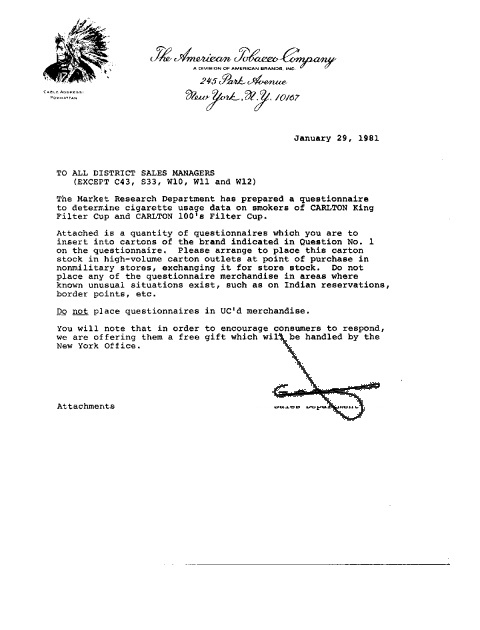 The American Tobacco Company
A DIVISION OF AMERICAN BRANDS, INC.
245 Park Avenue
New York, N.Y. 10167
CABLE ADDRESS:
POWHATTAN
January 29, 1981
TO ALL DISTRICT SALES MANAGERS
(EXCEPT C43, S33, W10, W11 and W12)
The Market Research Department has prepared a questionnaire
to determine cigarette usage data on smokers of CARLTON King
Filter Cup and CARLTON 100's Filter Cup.
Attached is a quantity of questionnaires which you are to
insert into cartons of the brand indicated in Question No. 1
on the questionnaire. Please arrange to place this carton
stock in high-volume carton outlets at point of purchase in
nonmilitary stores, exchanging it for store stock. Do not
place any of the questionnaire merchandise in areas where
known unusual situations exist, such as on Indian reservations,
border points, etc.
Do not place questionnaires in UC'd merchandise.
You will note that in order to encourage consumers to respond,
we are offering them a free gift which will be handled by the
New York Office.
Sales Department
Attachments